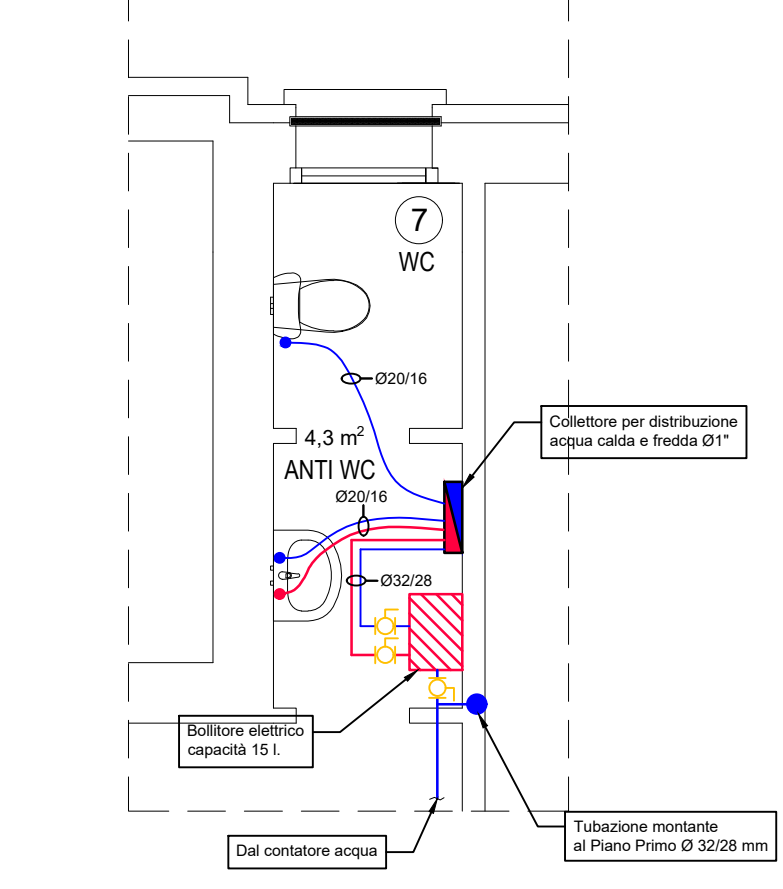 7
WC
Ø20/16
Collettore per distribuzione
acqua calda e fredda Ø1"
4,3 m²
ANTI WC
Ø20/16
Ø32/28
Bollitore elettrico
capacità 15 l.
Tubazione montante
al Piano Primo Ø 32/28 mm
Dal contatore acqua